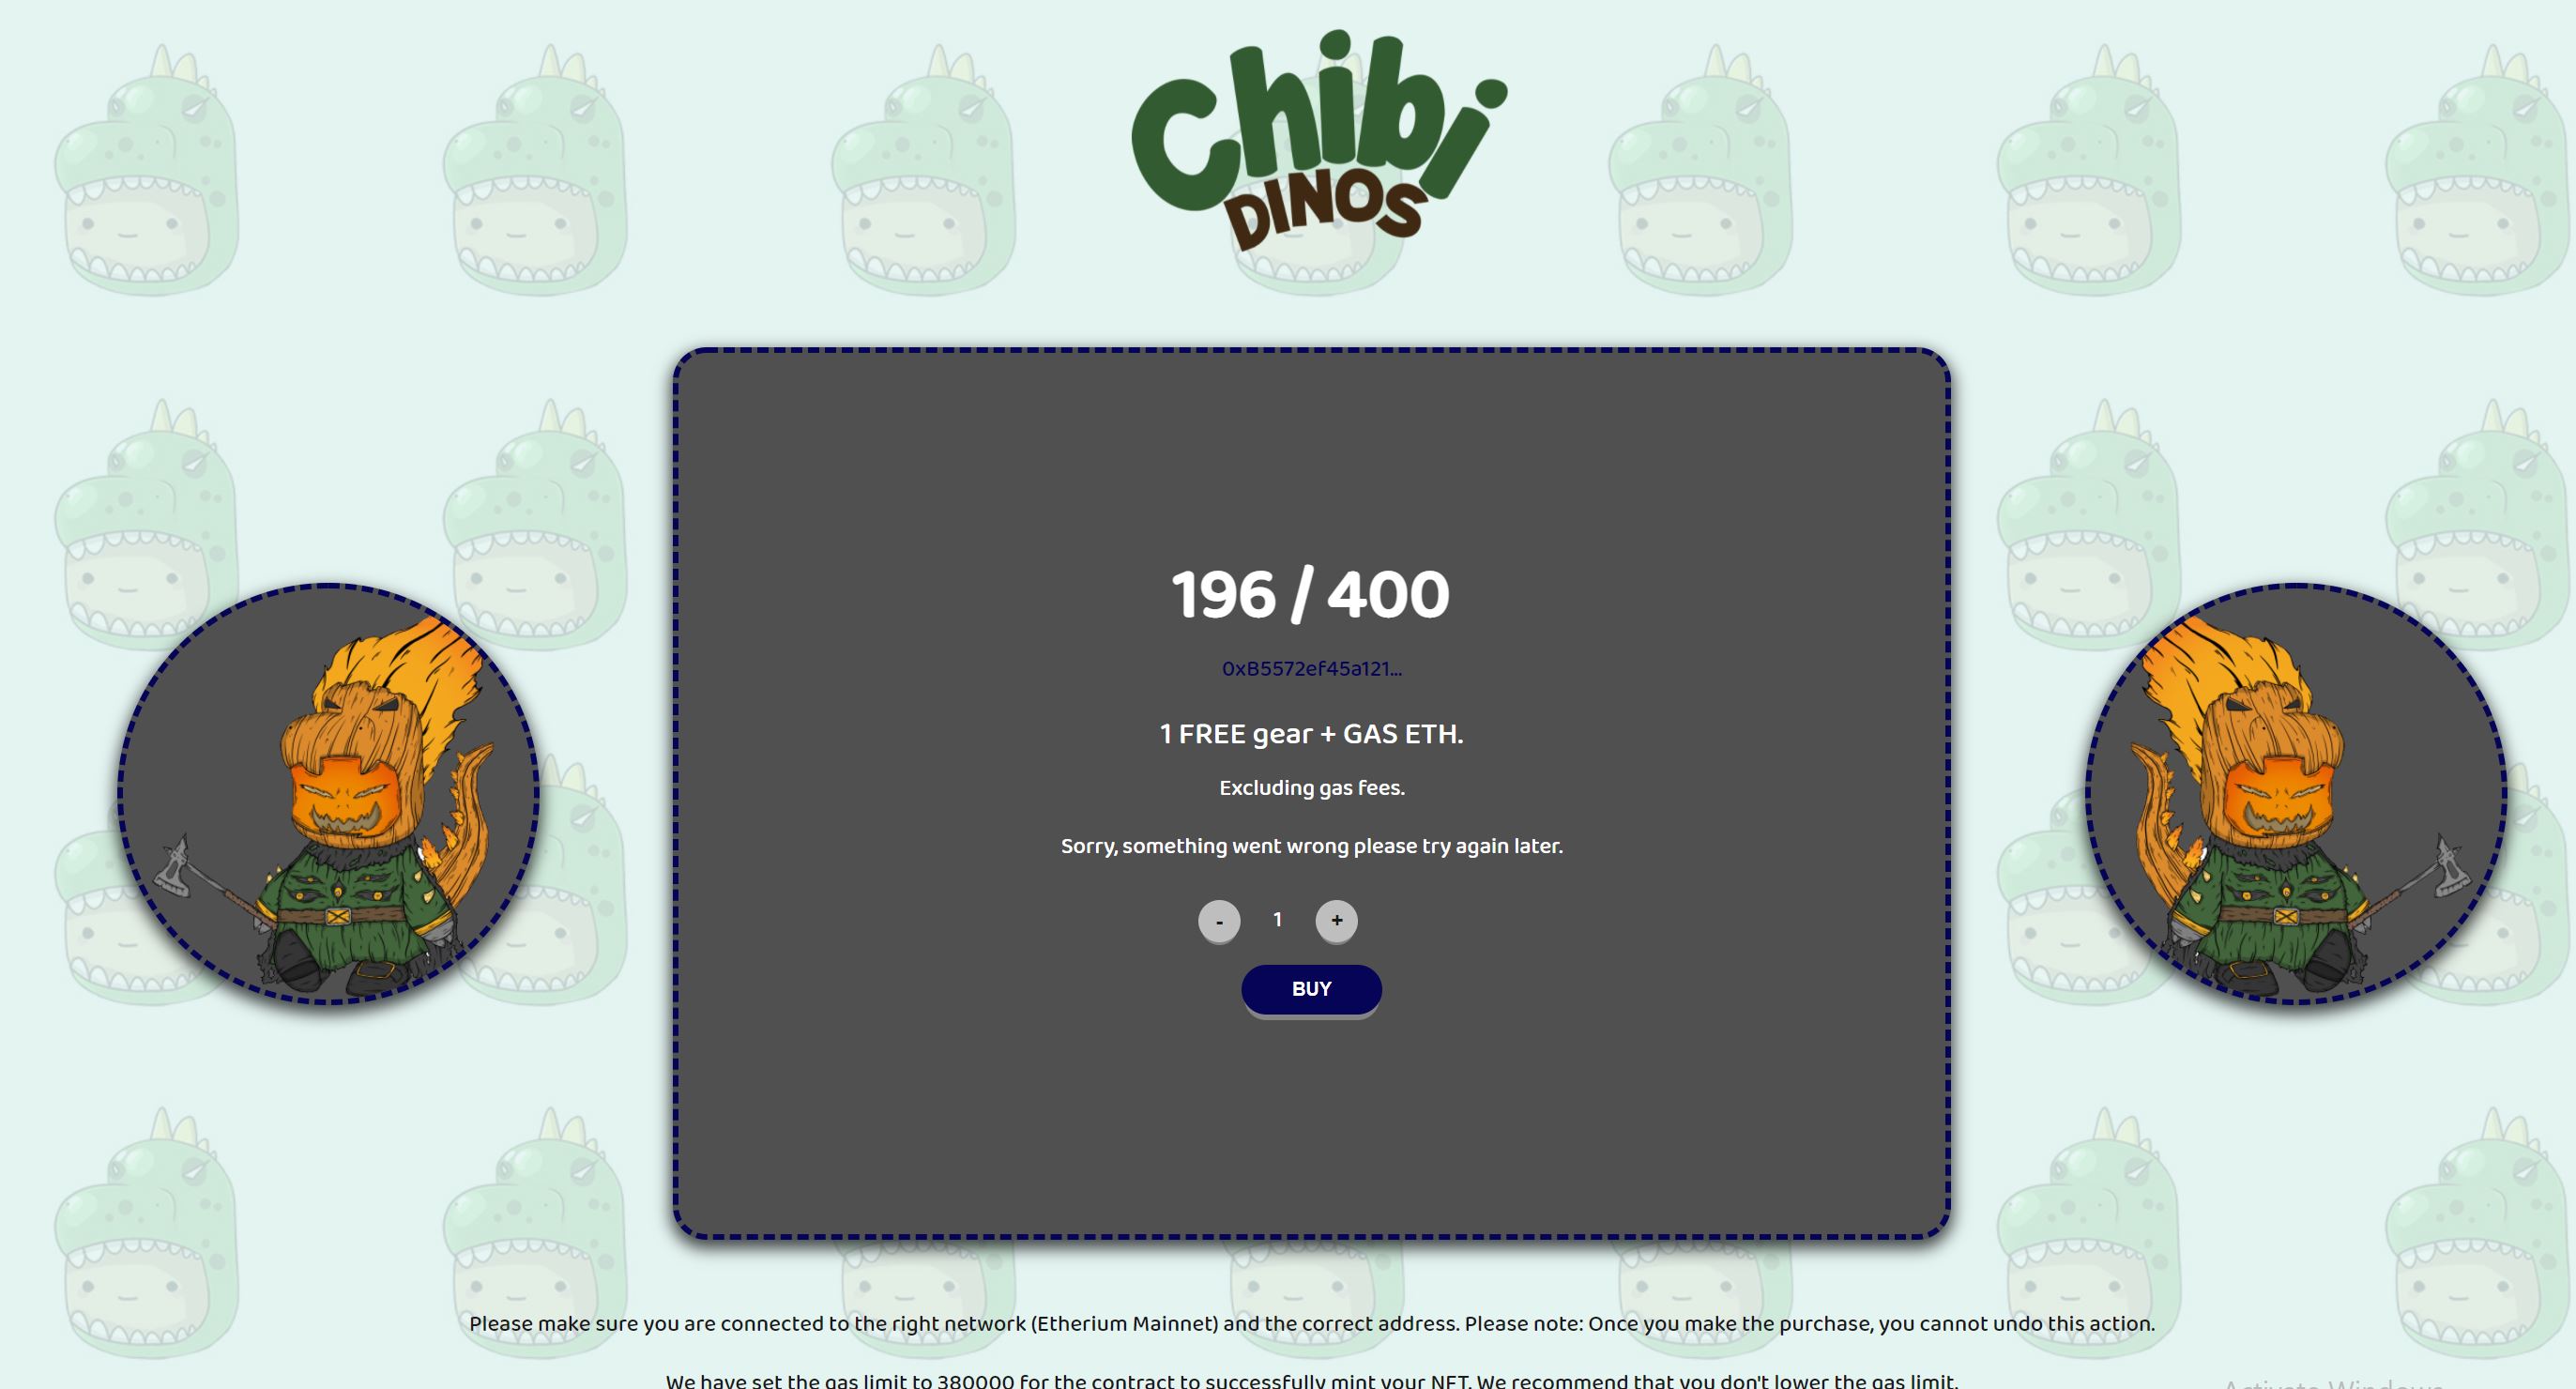 Chibi
DINOS
196 / 400
0xB5572ef45a121...
1 FREE gear + GAS ETH.
Excluding gas fees.
Sorry, something went wrong please try again later.
- 1 +
BUY
Please make sure you are connected to the right network (Etherium Mainnet) and the correct address. Please note: Once you make the purchase, you cannot undo this action.
We have set the gas limit to 380000 for the contract to successfully mint your NFT. We recommend that you don't lower the gas limit.
Activate Windows